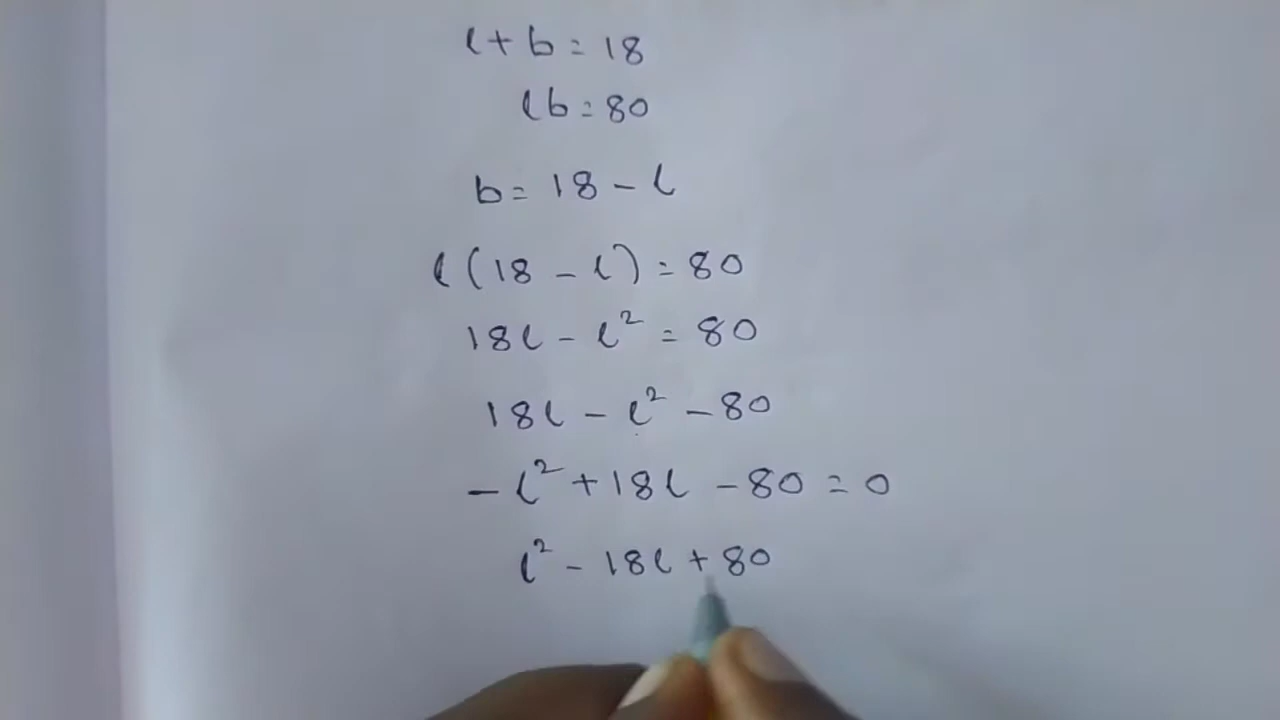 l + b = 18
lb = 80
b = 18 - l
l (18 - l) = 80
18l - l² = 80
18l - l² - 80
- l² + 18l - 80 = 0
l² - 18l + 80